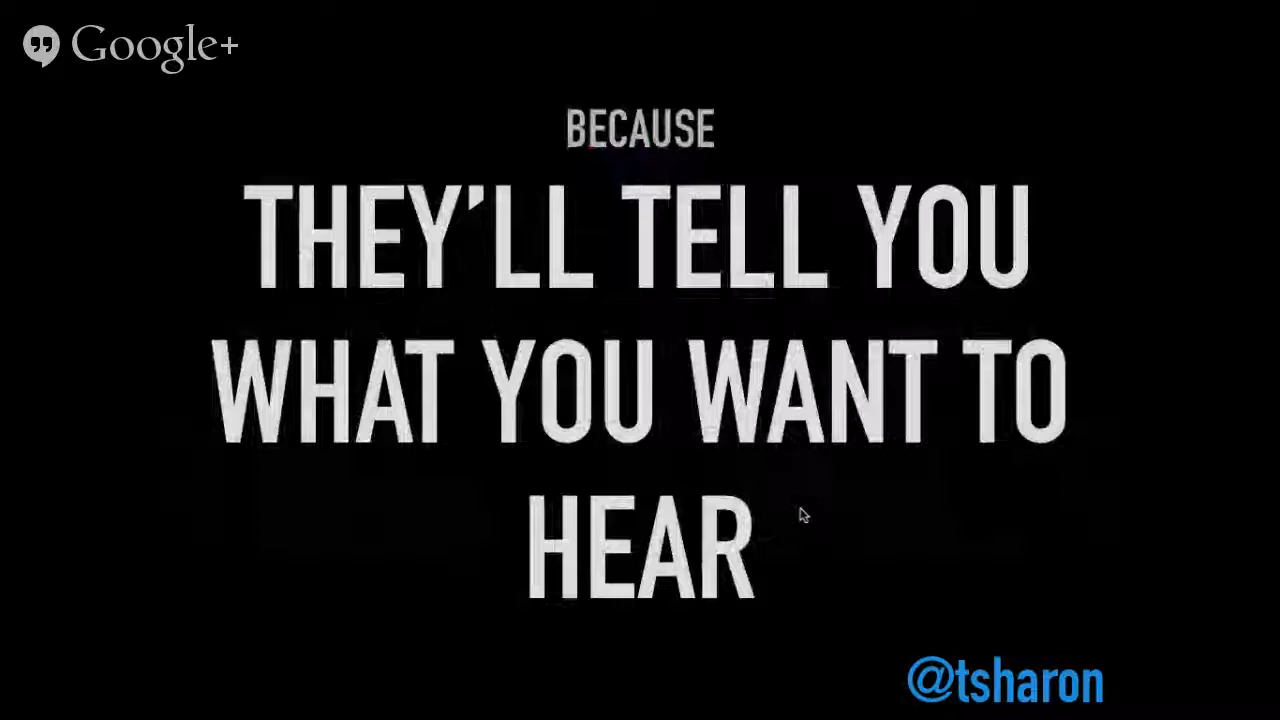 Google+
BECAUSE
THEY'LL TELL YOU
WHAT YOU WANT TO
HEAR
@tsharon